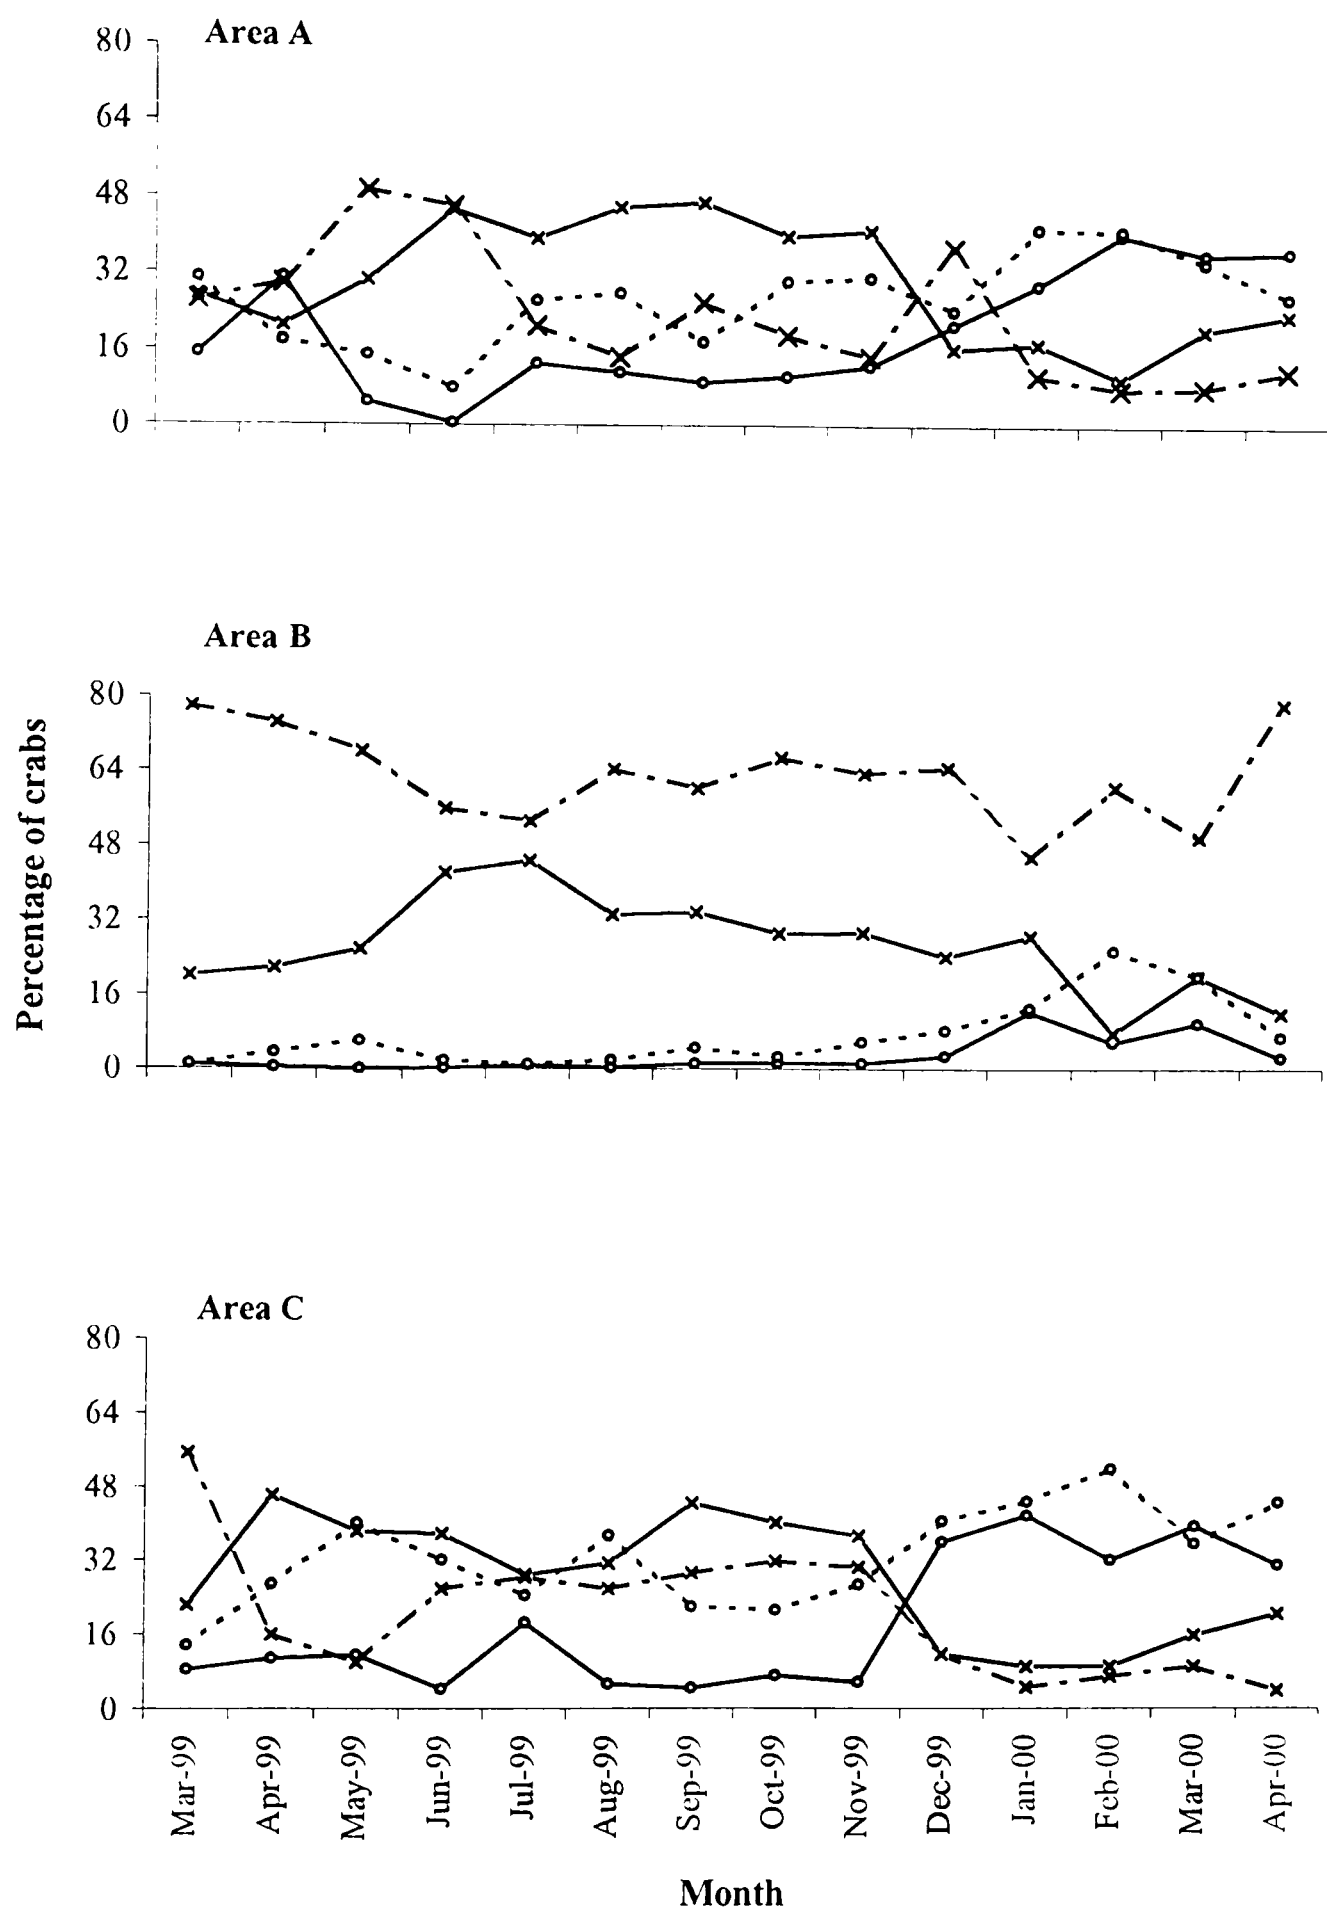 Area A
80
64
48
32
16
0
Area B
80
64
48
32
16
0
Percentage of crabs
Area C
80
64
48
32
16
0
Mar-99
Apr-99
May-99
Jun-99
Jul-99
Aug-99
Sep-99
Oct-99
Nov-99
Dec-99
Jan-00
Feb-00
Mar-00
Apr-00
Month